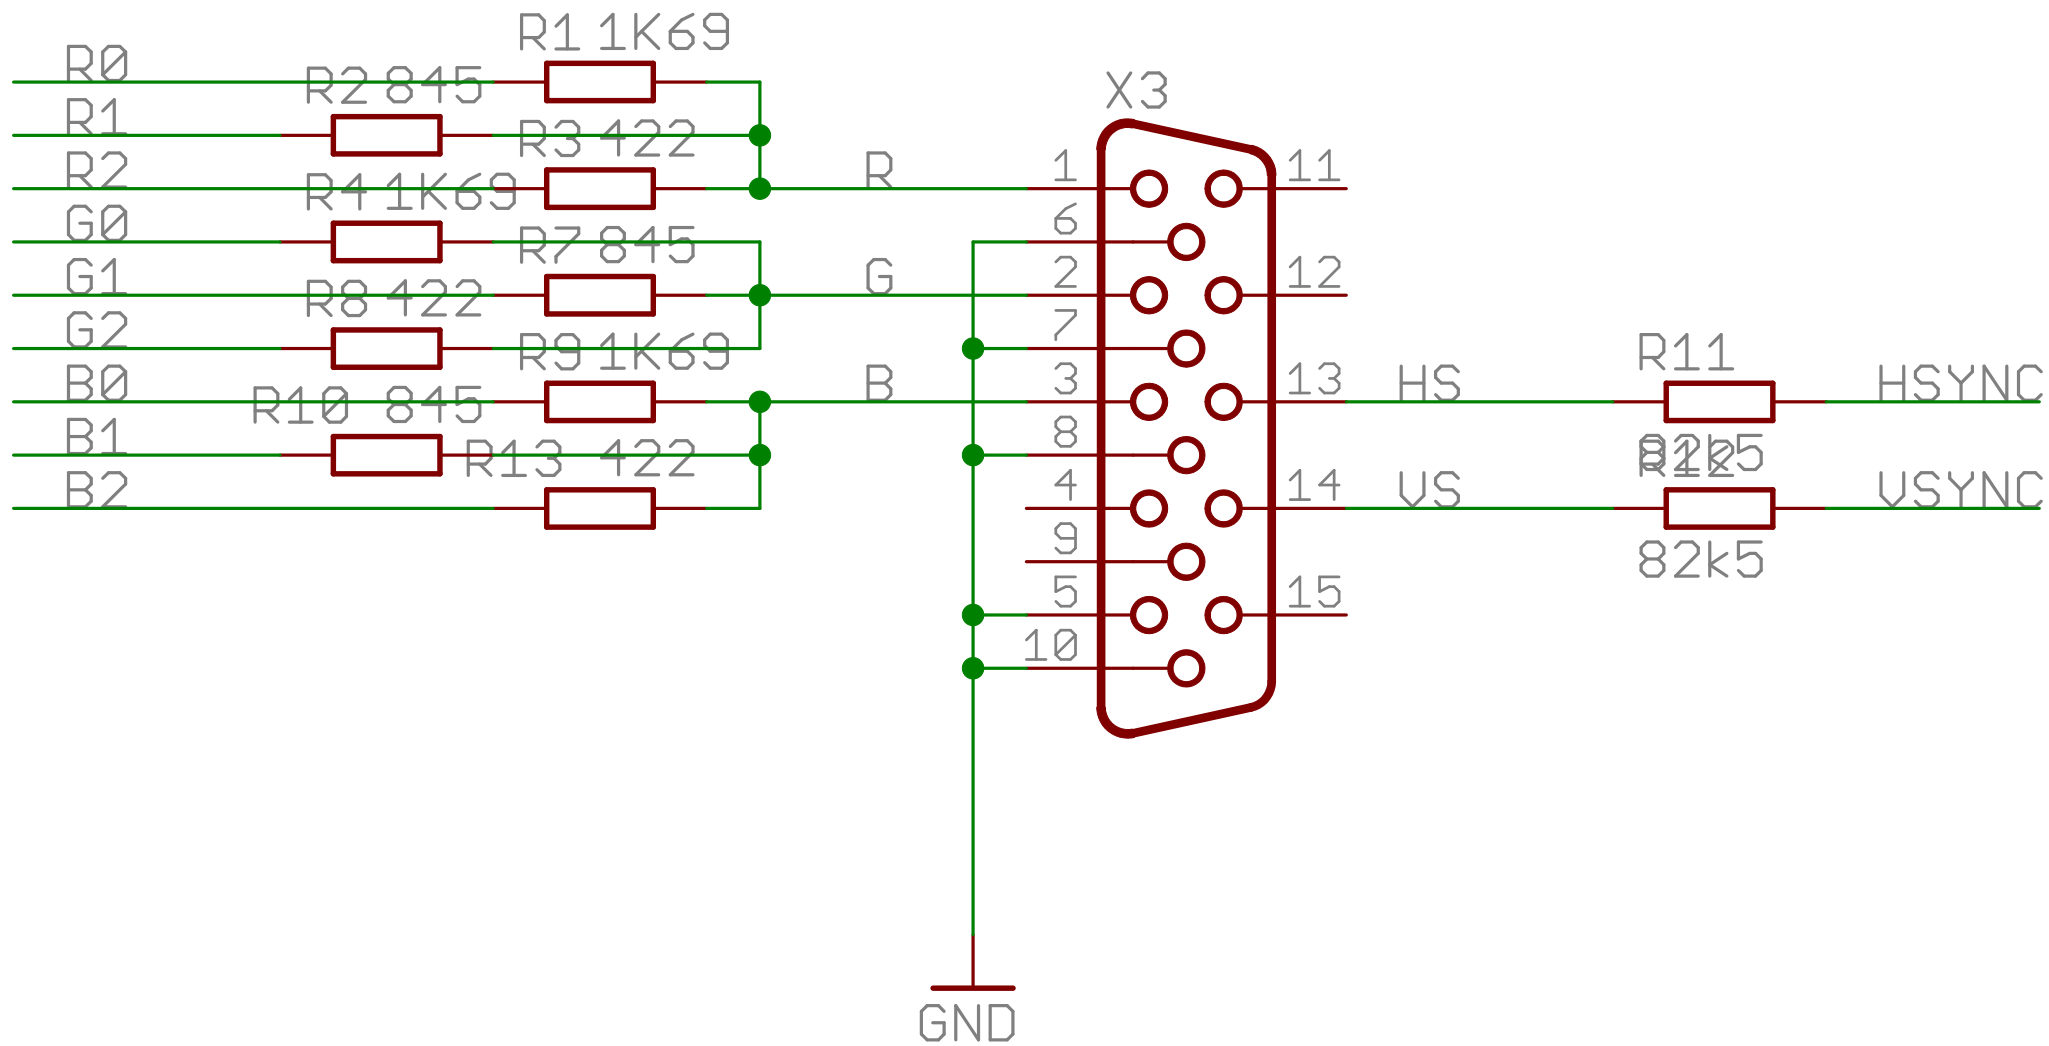 R1 1K69
R0
R2 845
X3
R1
R3 422
R2
R4 1K69
R
1
11
G0
R7 845
6
G1
R8 422
G
2
12
G2
R9 1K69
7
R11
B0
R10 845
B
3
13
HS
HSYNC
B1
R13 422
8
82k5
R12
B2
4
14
VS
VSYNC
9
82k5
5
15
10
GND